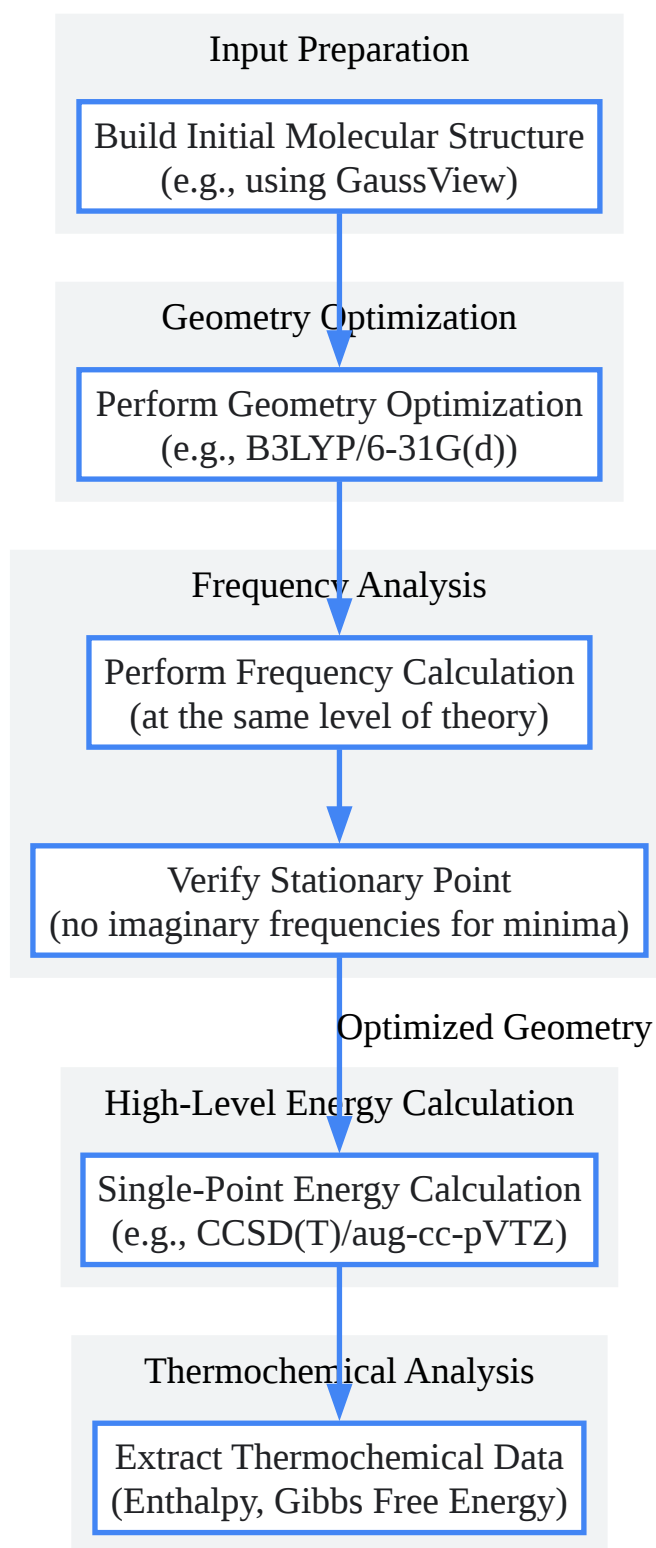 Input Preparation
Build Initial Molecular Structure
(e.g., using GaussView)
Geometry Optimization
Perform Geometry Optimization
(e.g., B3LYP/6-31G(d))
Frequency Analysis
Perform Frequency Calculation
(at the same level of theory)
Verify Stationary Point
(no imaginary frequencies for minima)
Optimized Geometry
High-Level Energy Calculation
Single-Point Energy Calculation
(e.g., CCSD(T)/aug-cc-pVTZ)
Thermochemical Analysis
Extract Thermochemical Data
(Enthalpy, Gibbs Free Energy)